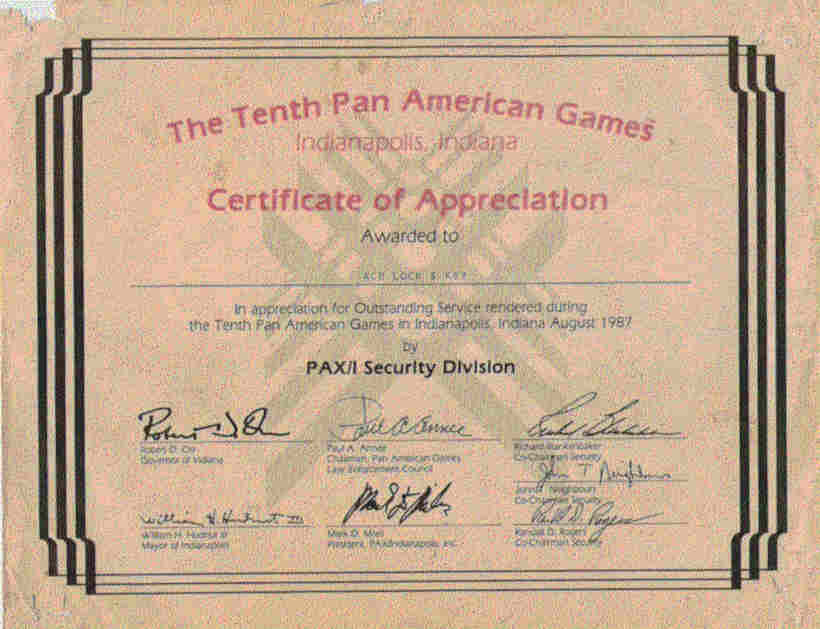 The Tenth Pan American Games
Indianapolis, Indiana
Certificate of Appreciation
Awarded to
LOCK & KEY
In appreciation for Outstanding Service rendered during
the Tenth Pan American Games in Indianapolis, Indiana August 1987
by
PAX/I Security Division
Robert D. Orr
Governor of Indiana
Paul A. Annee
Chairman, Pan American Games
Law Enforcement Council
Richard Blankenbaker
Co-Chairman Security
John T. Neighbours
Co-Chairman Security
William H. Hudnut III
William H. Hudnut III
Mayor of Indianapolis
Mark D. Miles
President, PAX/Indianapolis, Inc.
Randall D. Rogers
Co-Chairman Security